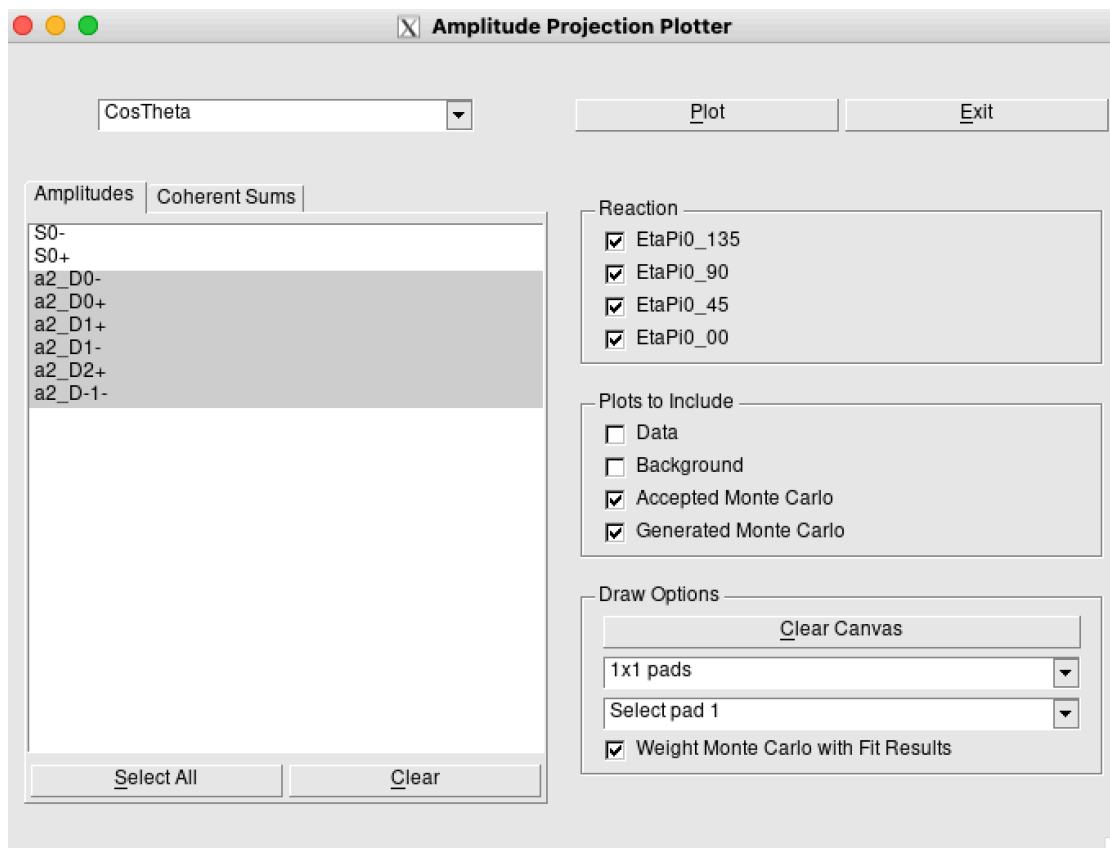 Amplitude Projection Plotter
CosTheta
Plot
Exit
Amplitudes
Coherent Sums
S0-
S0+
a2_D0-
a2_D0+
a2_D1+
a2_D1-
a2_D2+
a2_D-1-
Select All
Clear
Reaction
EtaPi0_135
EtaPi0_90
EtaPi0_45
EtaPi0_00
Plots to Include
Data
Background
Accepted Monte Carlo
Generated Monte Carlo
Draw Options
Clear Canvas
1x1 pads
Select pad 1
Weight Monte Carlo with Fit Results